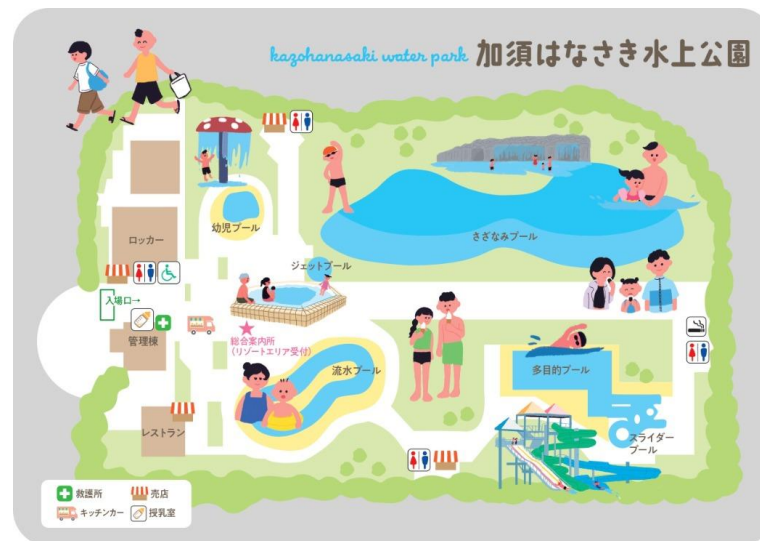 kazohanasaki water park 加須はなさき水上公園
幼児プール
ロッカー
さざなみプール
ジェットプール
入場口→
管理棟
総合案内所
(リゾートエリア受付)
流水プール
多目的プール
レストラン
スライダー
プール
救護所
売店
キッチンカー
授乳室